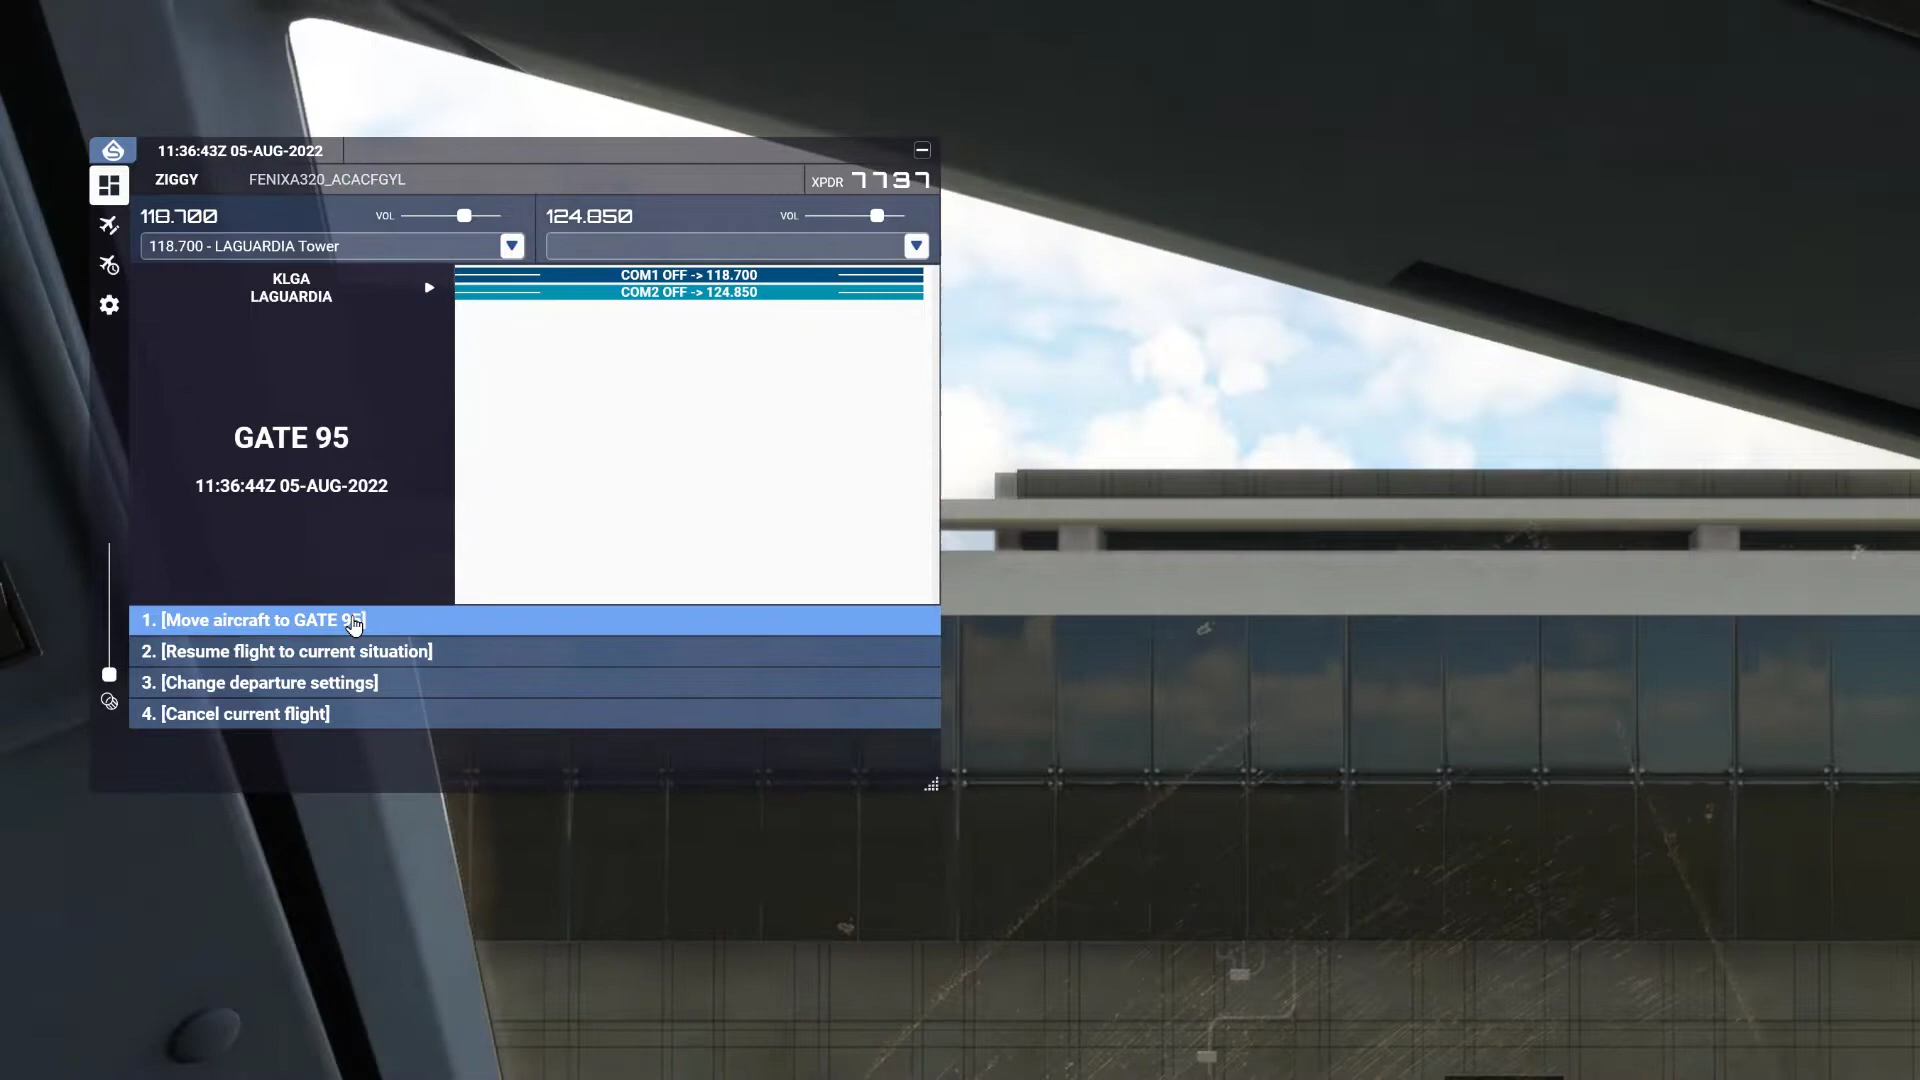 11:36:43Z 05-AUG-2022
ZIGGY FENIXA320_ACACFGYL XPDR 7737
118.700 VOL 124.850 VOL
118.700 - LAGUARDIA Tower
KLGA
LAGUARDIA
COM1 OFF -> 118.700
COM2 OFF -> 124.850
GATE 95
11:36:44Z 05-AUG-2022
1. [Move aircraft to GATE 95]
2. [Resume flight to current situation]
3. [Change departure settings]
4. [Cancel current flight]